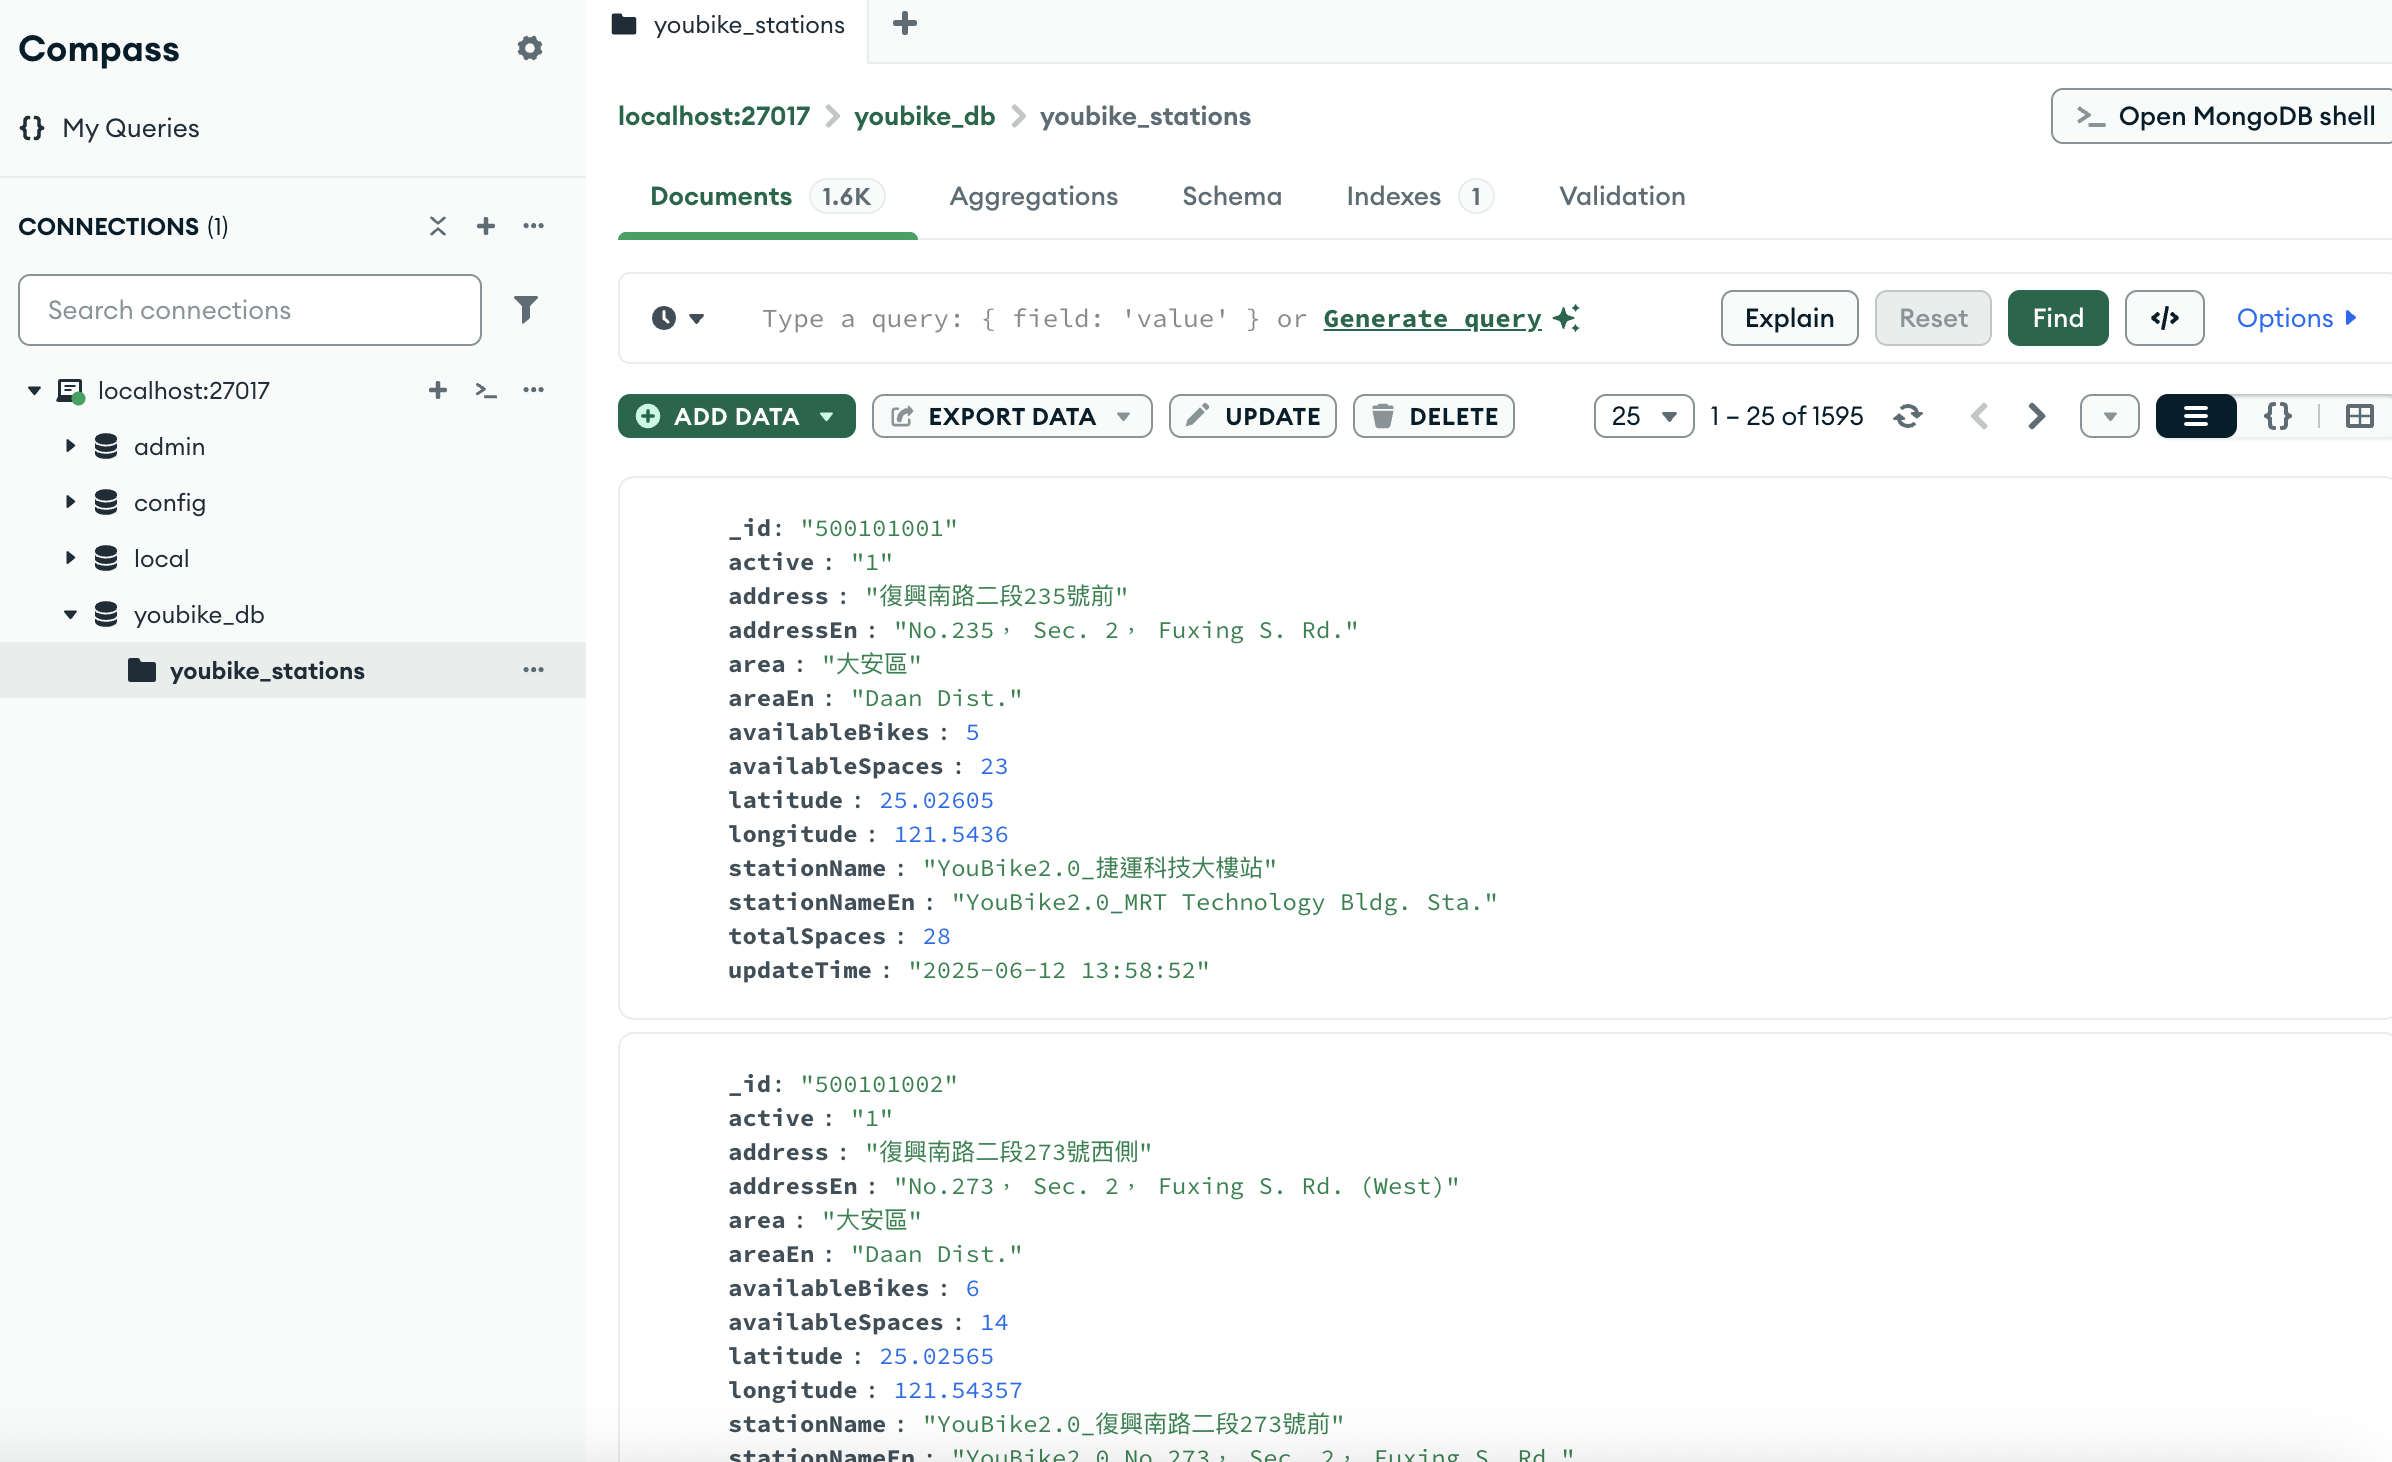 Compass
My Queries
CONNECTIONS (1)
Search connections
localhost:27017
admin
config
local
youbike_db
youbike_stations
youbike_stations
localhost:27017 > youbike_db > youbike_stations
>_ Open MongoDB shell
Documents 1.6K Aggregations Schema Indexes 1 Validation
Type a query: { field: 'value' } or Generate query
Explain Reset Find </> Options
ADD DATA EXPORT DATA UPDATE DELETE 25 1 – 25 of 1595 {}
_id: "500101001"
active : "1"
address : "復興南路二段235號前"
addressEn : "No.235， Sec. 2， Fuxing S. Rd."
area : "大安區"
areaEn : "Daan Dist."
availableBikes : 5
availableSpaces : 23
latitude : 25.02605
longitude : 121.5436
stationName : "YouBike2.0_捷運科技大樓站"
stationNameEn : "YouBike2.0_MRT Technology Bldg. Sta."
totalSpaces : 28
updateTime : "2025-06-12 13:58:52"
_id: "500101002"
active : "1"
address : "復興南路二段273號西側"
addressEn : "No.273， Sec. 2， Fuxing S. Rd. (West)"
area : "大安區"
areaEn : "Daan Dist."
availableBikes : 6
availableSpaces : 14
latitude : 25.02565
longitude : 121.54357
stationName : "YouBike2.0_復興南路二段273號前"
stationNameEn : "YouBike2.0_No.273， Sec. 2， Fuxing S. Rd."